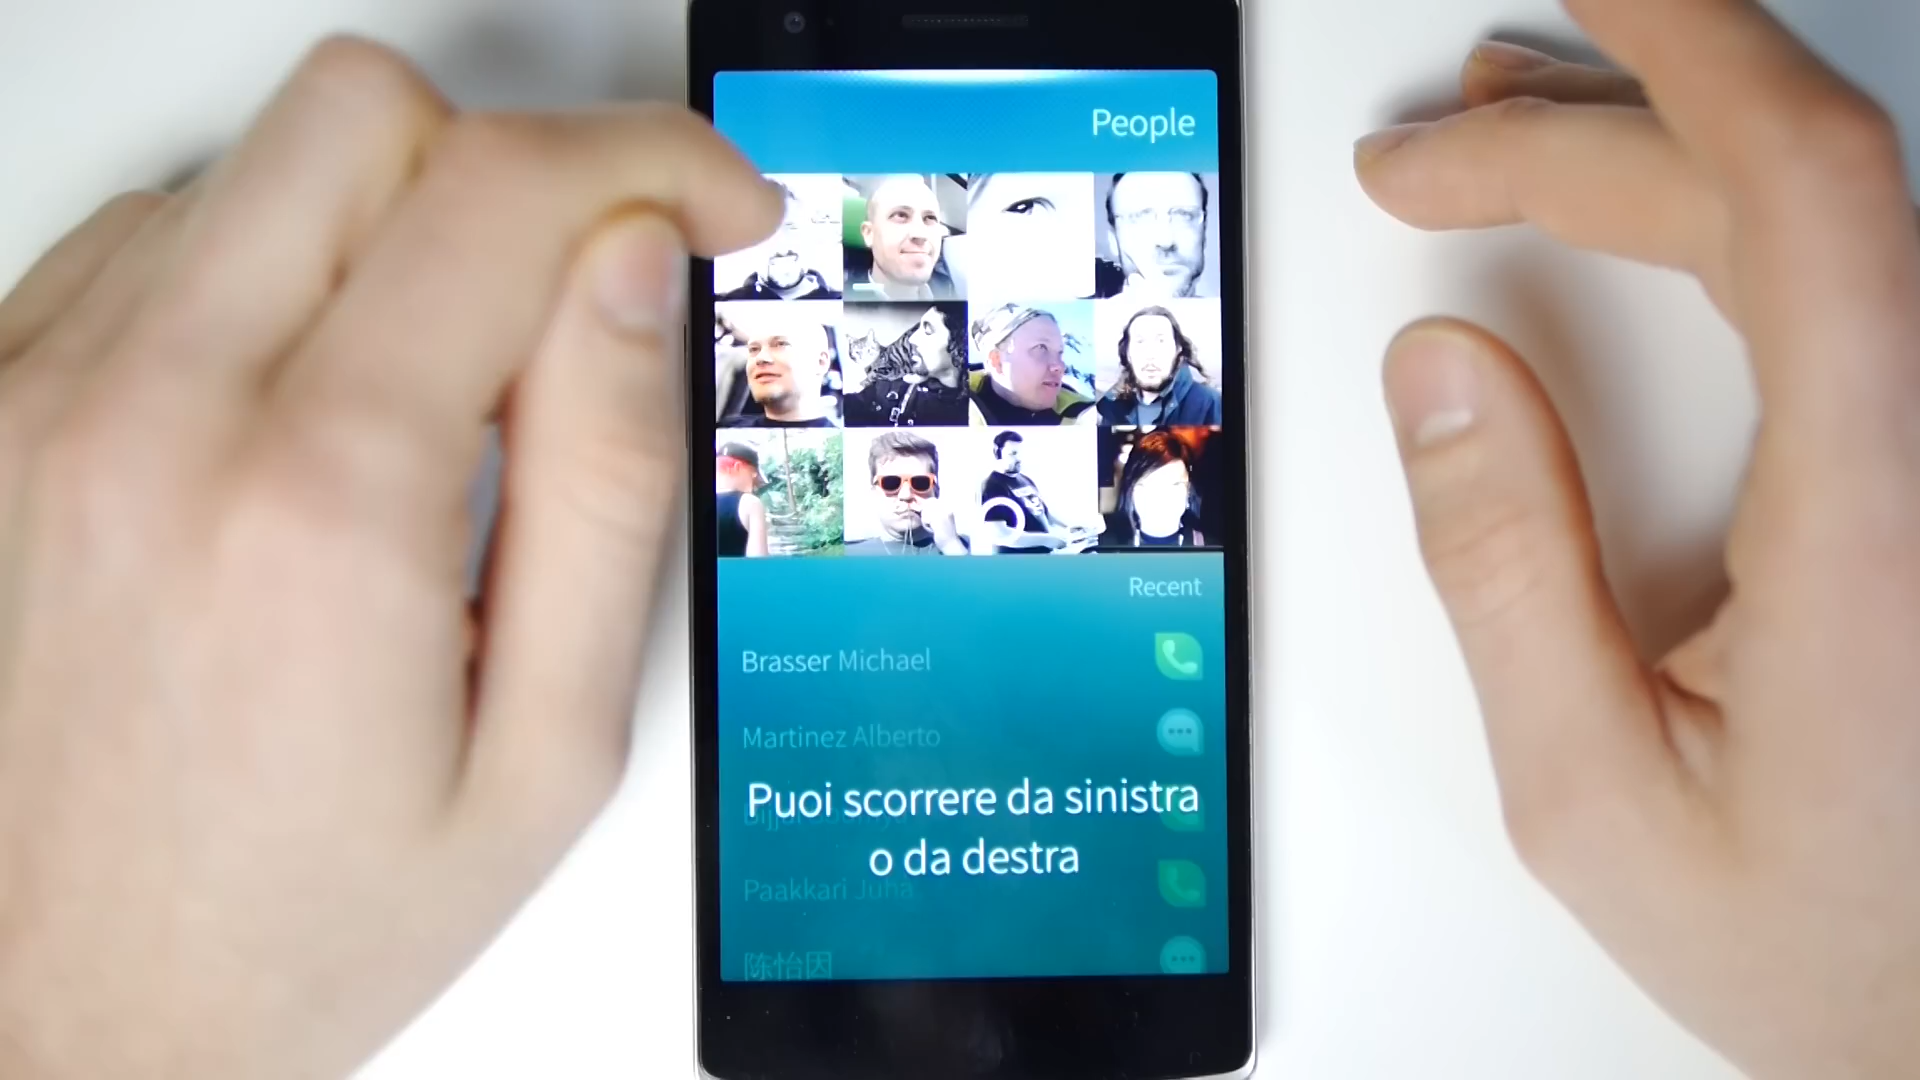 People
Recent
Brasser Michael
Martinez Alberto
Puoi scorrere da sinistra
o da destra
Paakkari Juha
陈怡因